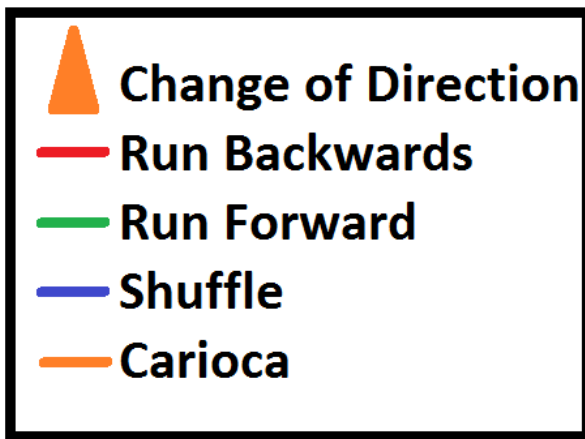 Change of Direction
Run Backwards
Run Forward
Shuffle
Carioca